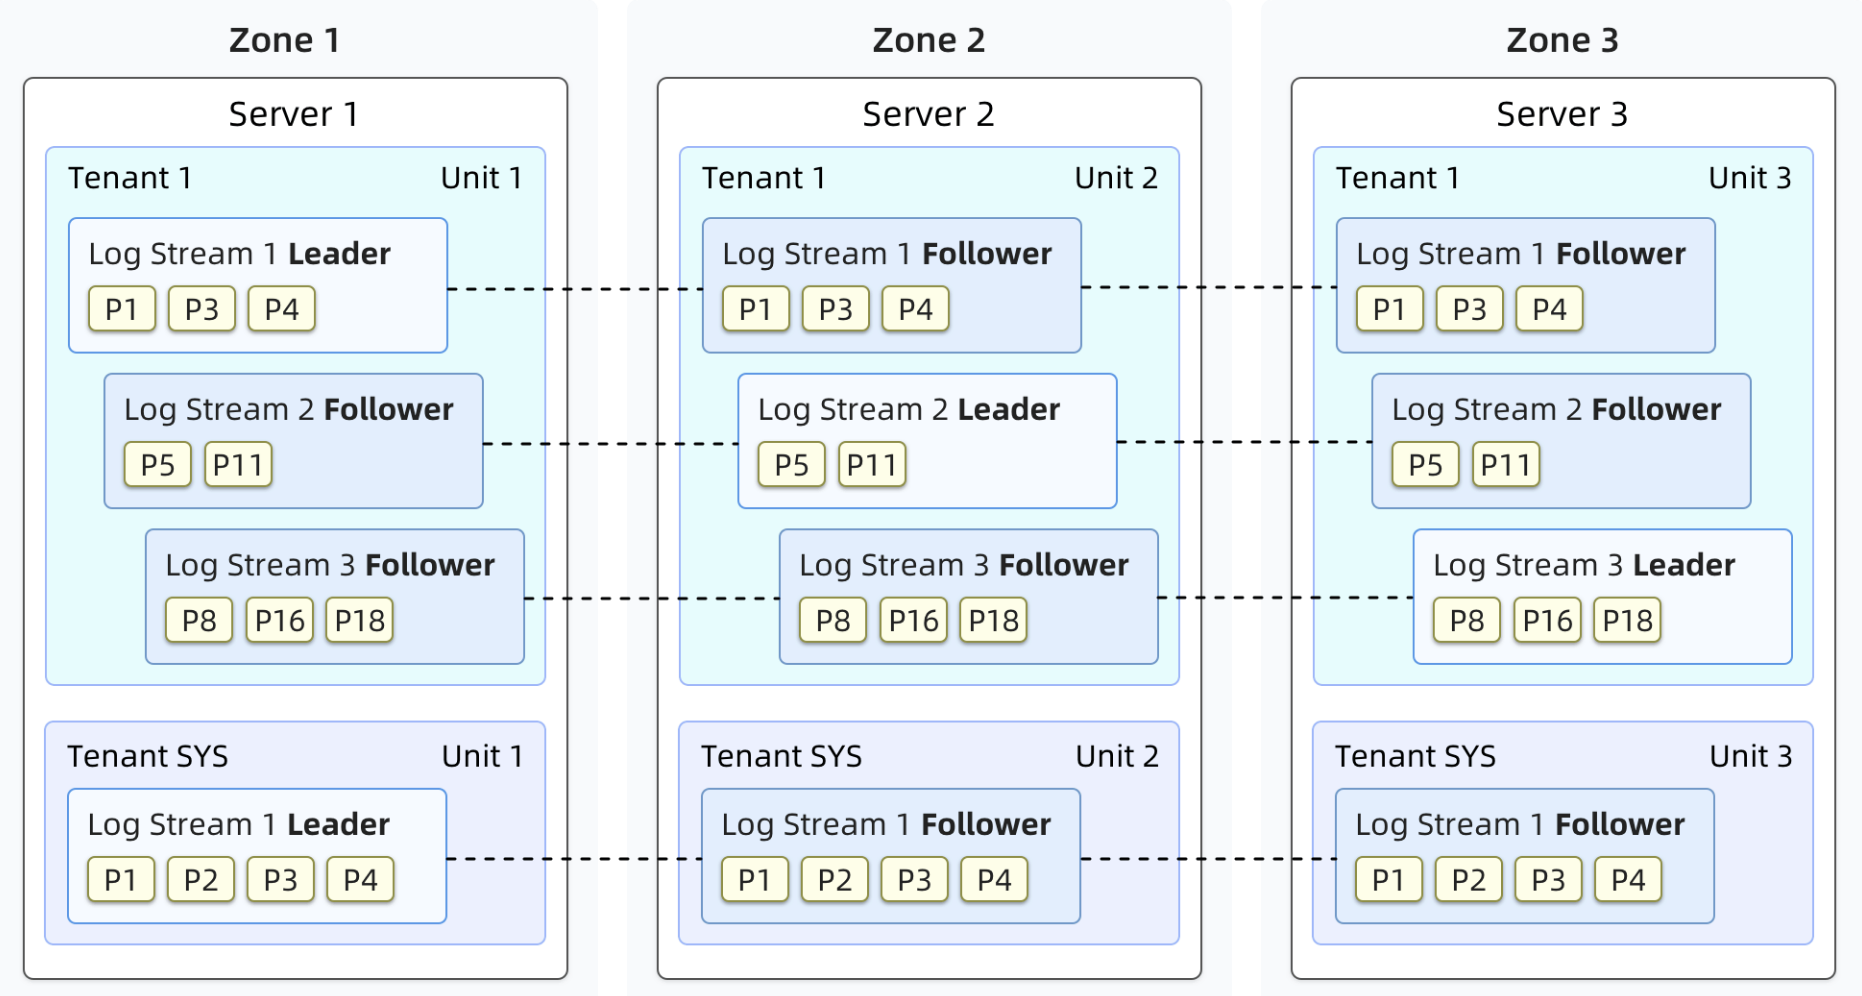 Zone 1
Server 1
Tenant 1 Unit 1
Log Stream 1 Leader
P1 P3 P4
Log Stream 2 Follower
P5 P11
Log Stream 3 Follower
P8 P16 P18
Tenant SYS Unit 1
Log Stream 1 Leader
P1 P2 P3 P4
Zone 2
Server 2
Tenant 1 Unit 2
Log Stream 1 Follower
P1 P3 P4
Log Stream 2 Leader
P5 P11
Log Stream 3 Follower
P8 P16 P18
Tenant SYS Unit 2
Log Stream 1 Follower
P1 P2 P3 P4
Zone 3
Server 3
Tenant 1 Unit 3
Log Stream 1 Follower
P1 P3 P4
Log Stream 2 Follower
P5 P11
Log Stream 3 Leader
P8 P16 P18
Tenant SYS Unit 3
Log Stream 1 Follower
P1 P2 P3 P4